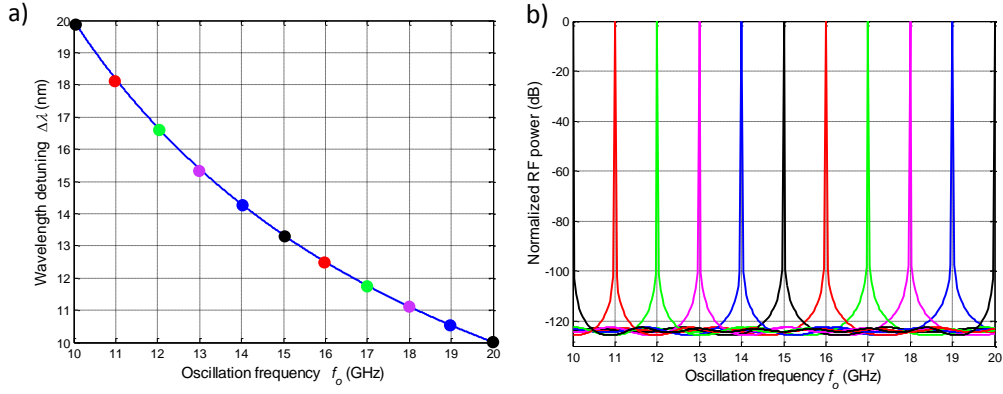 a)
20
19
18
17
16
15
14
13
12
11
10
Wavelength detuning Δλ (nm)
10 11 12 13 14 15 16 17 18 19 20
Oscillation frequency f_o (GHz)
b)
0
-20
-40
-60
-80
-100
-120
Normalized RF power (dB)
10 11 12 13 14 15 16 17 18 19 20
Oscillation frequency f_o (GHz)